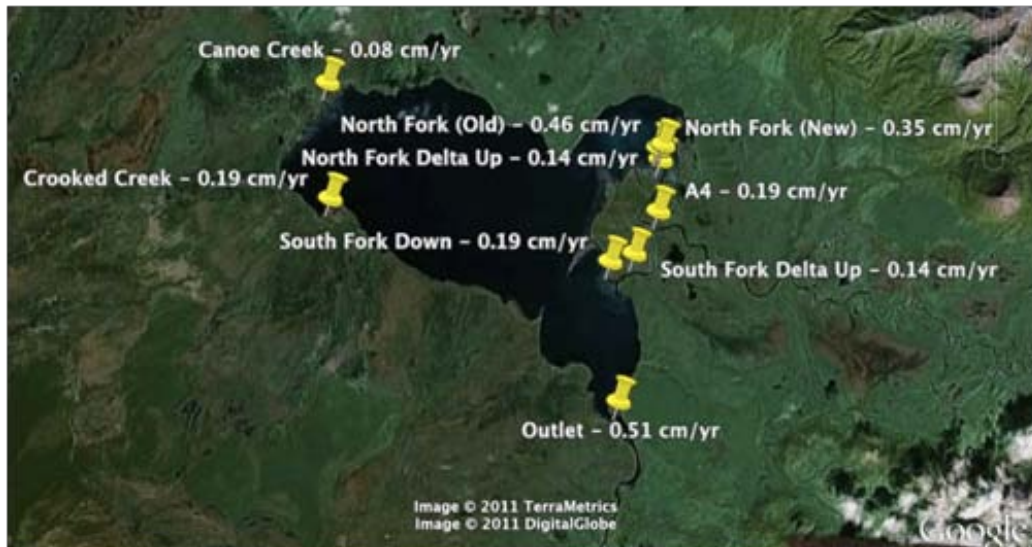 Canoe Creek – 0.08 cm/yr
North Fork (Old) – 0.46 cm/yr
North Fork (New) – 0.35 cm/yr
North Fork Delta Up – 0.14 cm/yr
Crooked Creek – 0.19 cm/yr
A4 – 0.19 cm/yr
South Fork Down – 0.19 cm/yr
South Fork Delta Up – 0.14 cm/yr
Outlet – 0.51 cm/yr
Image © 2011 TerraMetrics
Image © 2011 DigitalGlobe
Google